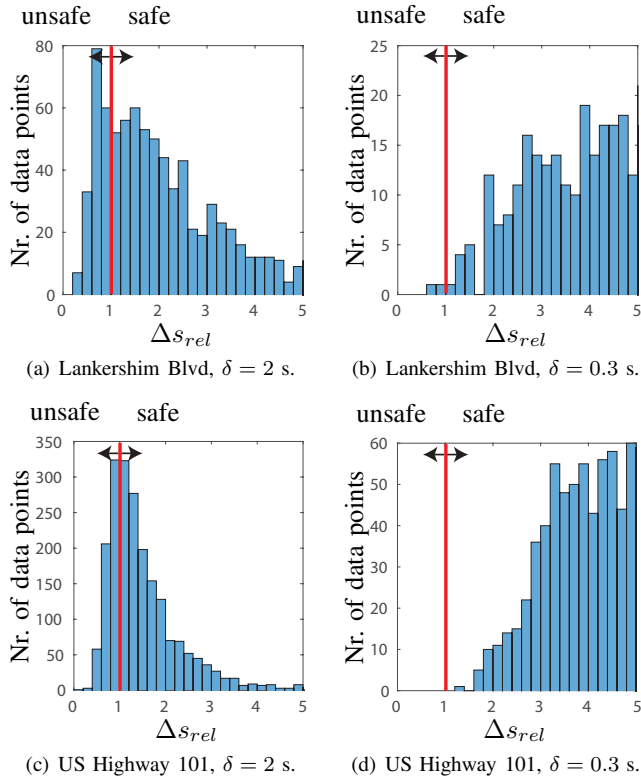 unsafe safe
unsafe safe
Nr. of data points
80
60
40
20
0
0 1 2 3 4 5
Δs_rel
Nr. of data points
25
20
15
10
5
0
0 1 2 3 4 5
Δs_rel
(a) Lankershim Blvd, δ = 2 s.
(b) Lankershim Blvd, δ = 0.3 s.
unsafe safe
unsafe safe
Nr. of data points
350
300
250
200
150
100
50
0
0 1 2 3 4 5
Δs_rel
Nr. of data points
60
50
40
30
20
10
0
0 1 2 3 4 5
Δs_rel
(c) US Highway 101, δ = 2 s.
(d) US Highway 101, δ = 0.3 s.